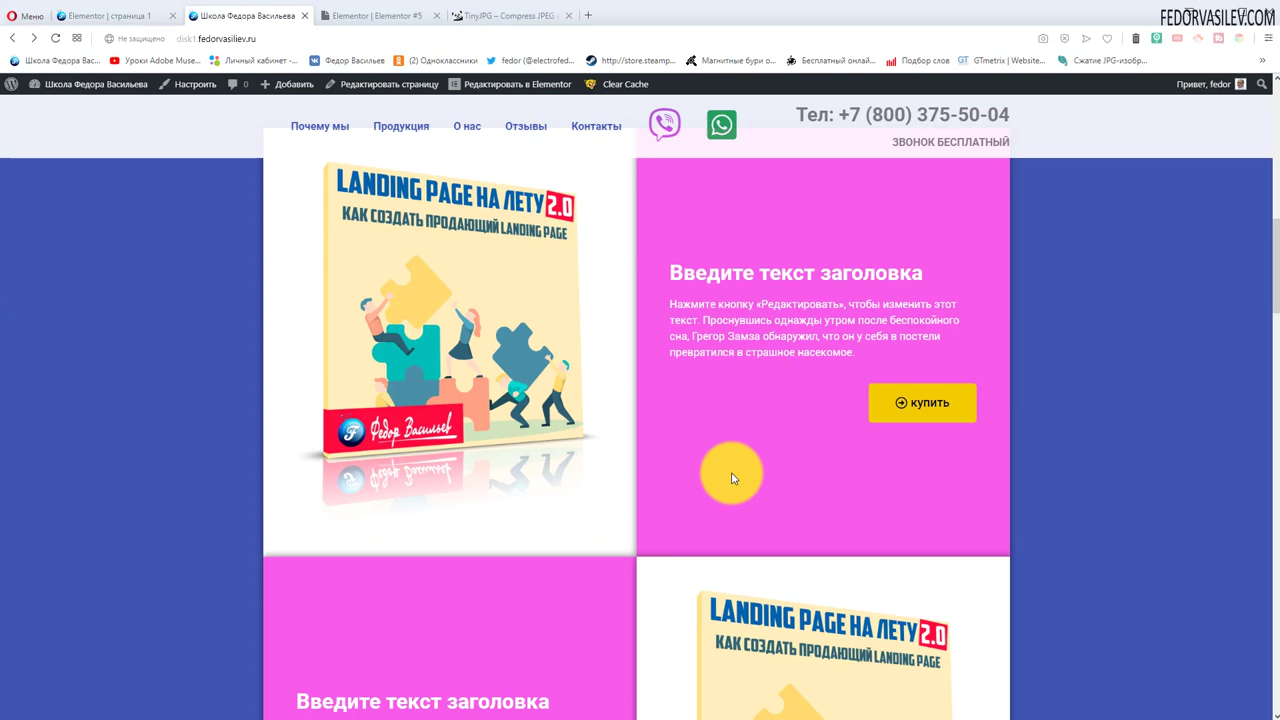 Меню
Elementor | страница 1
Школа Федора Васильева
Elementor | Elementor #5
TinyJPG – Compress JPEG
FEDORVASILEV.COM
Не защищено
disk1.fedorvasiliev.ru
Школа Федора Вас...
Уроки Adobe Muse...
Личный кабинет -...
Федор Васильев
(2) Одноклассники
fedor (@electrofed...
http://store.steamp...
Магнитные бури о...
Бесплатный онлай...
Подбор слов
GTmetrix | Website...
Сжатие JPG-изобр...
Школа Федора Васильева
Настроить
0
Добавить
Редактировать страницу
Редактировать в Elementor
Clear Cache
Привет, fedor
Почему мы
Продукция
О нас
Отзывы
Контакты
Тел: +7 (800) 375-50-04
ЗВОНОК БЕСПЛАТНЫЙ
LANDING PAGE НА ЛЕТУ 2.0
КАК СОЗДАТЬ ПРОДАЮЩИЙ LANDING PAGE
F Федор Васильев
Введите текст заголовка
Нажмите кнопку «Редактировать», чтобы изменить этот
текст. Проснувшись однажды утром после беспокойного
сна, Грегор Замза обнаружил, что он у себя в постели
превратился в страшное насекомое.
купить
Введите текст заголовка
LANDING PAGE НА ЛЕТУ 2.0
КАК СОЗДАТЬ ПРОДАЮЩИЙ LANDING PAGE